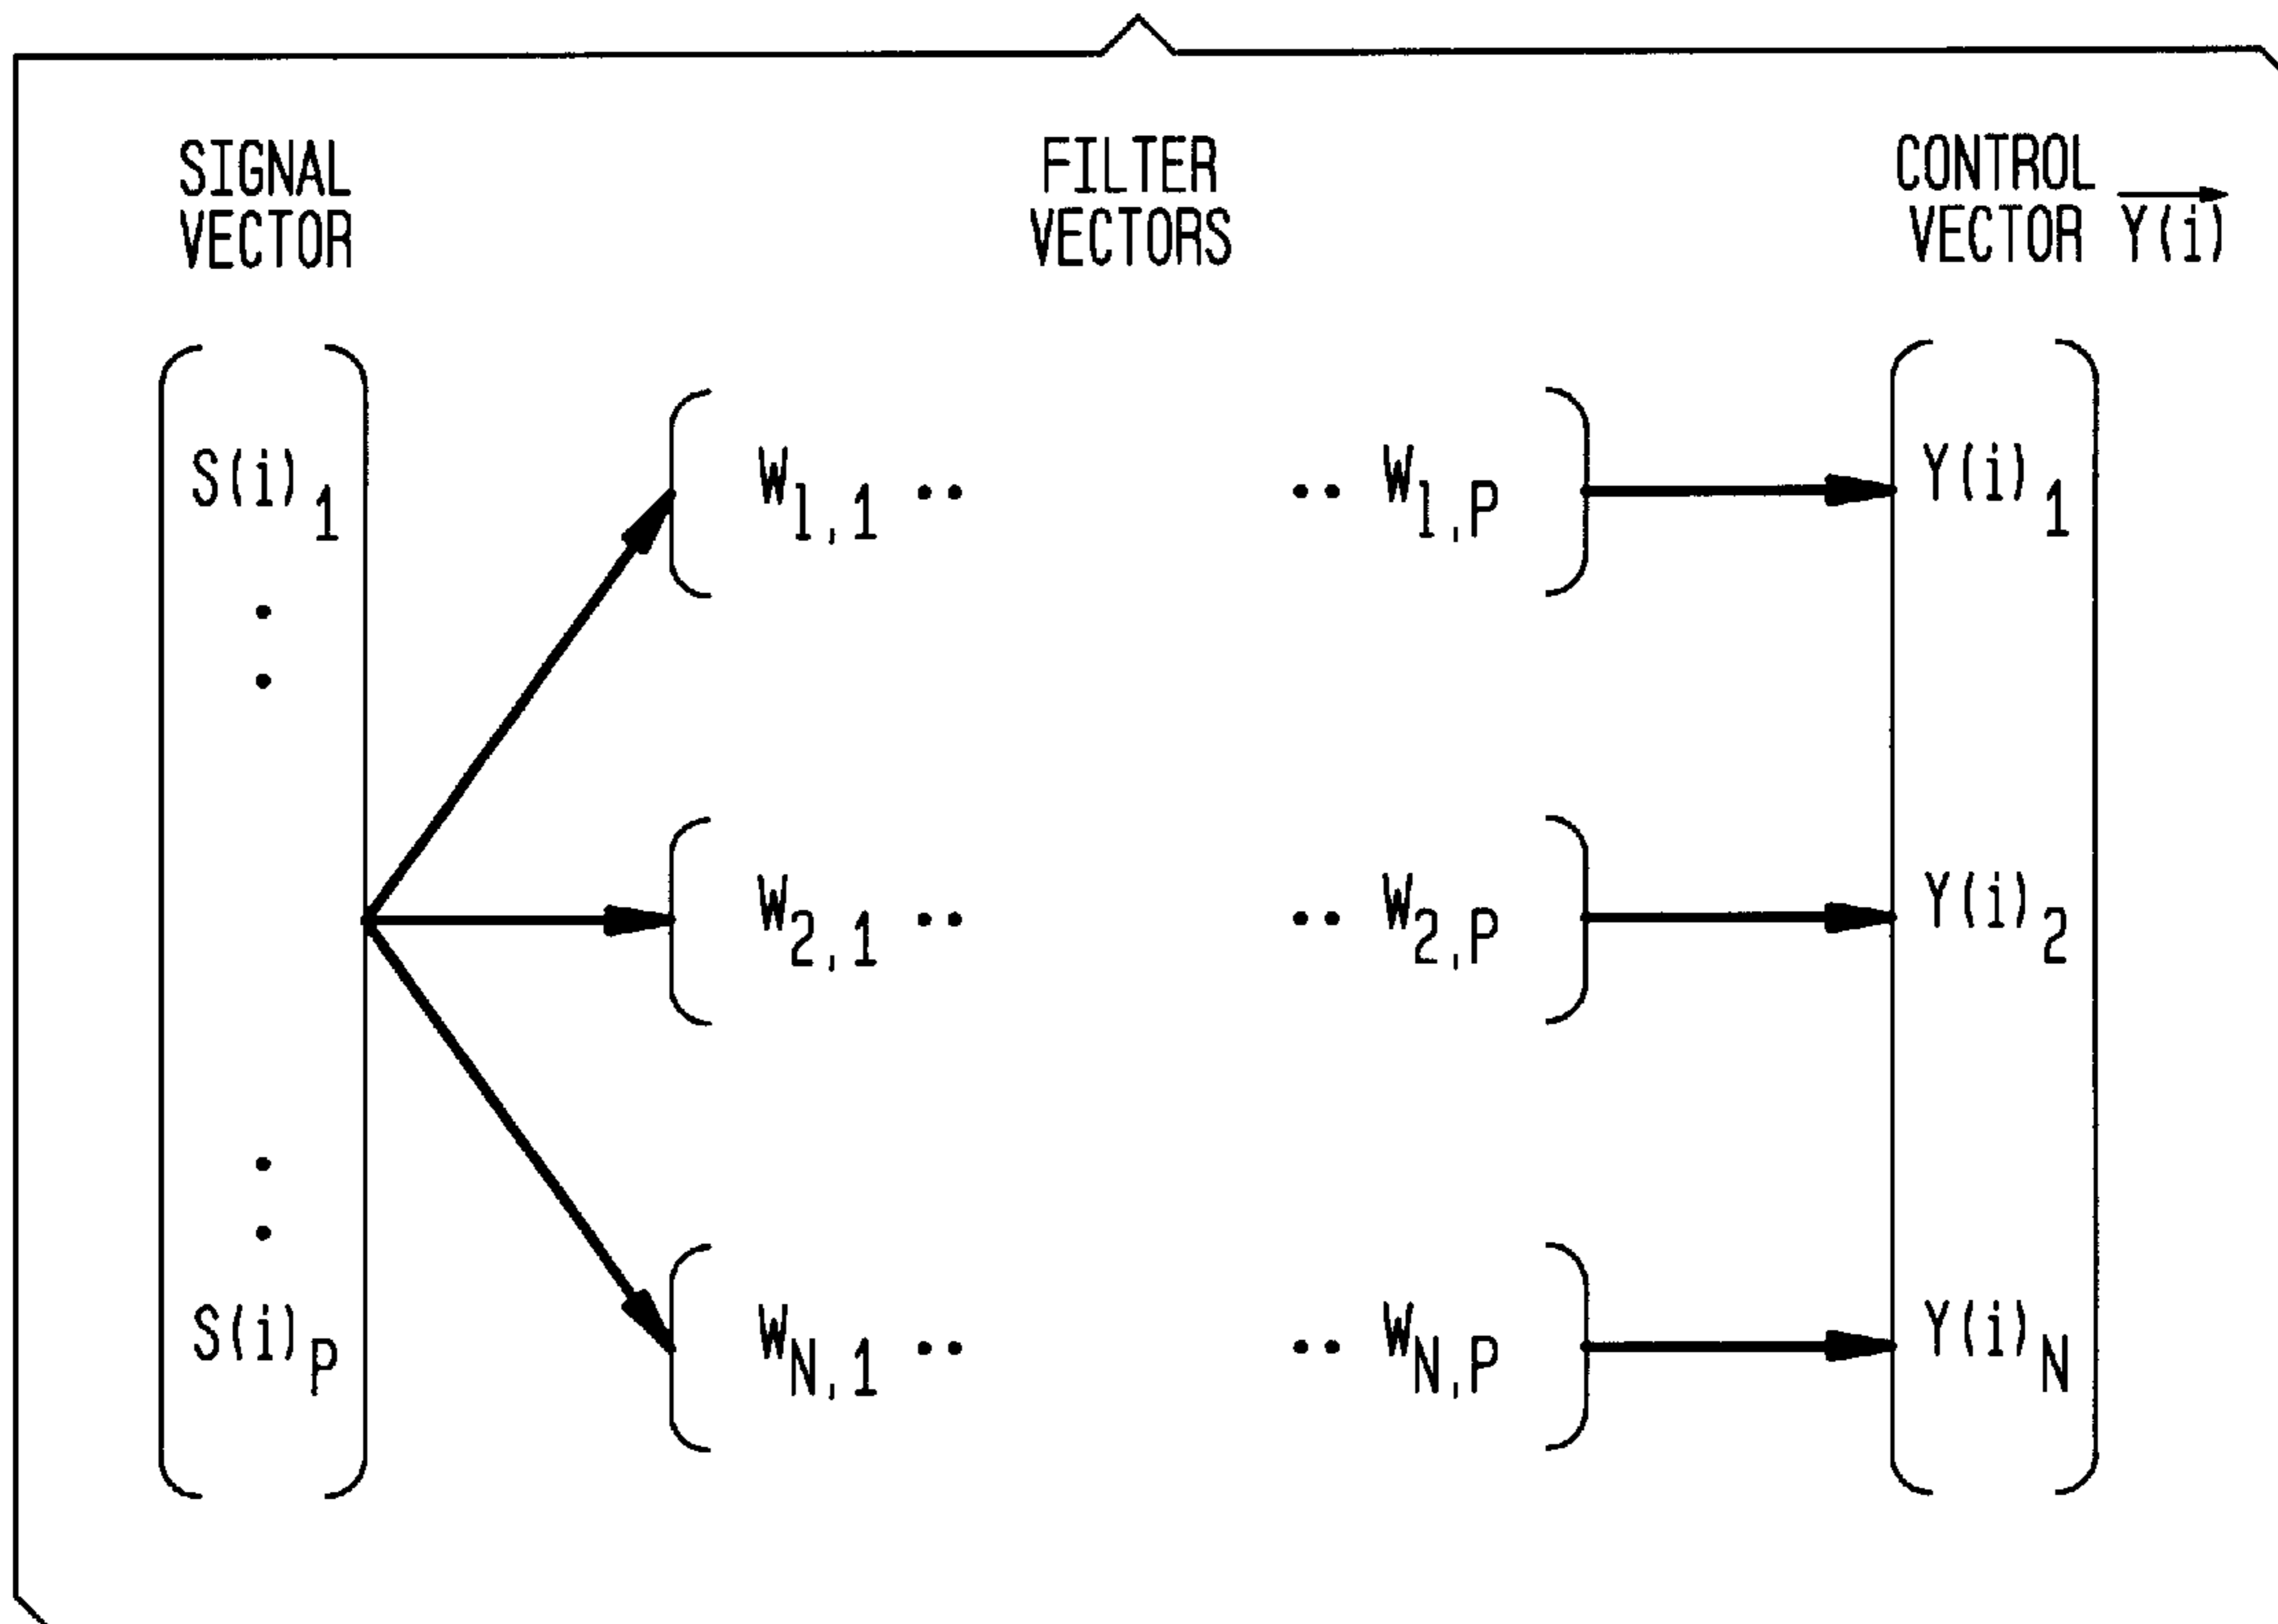 SIGNAL VECTOR
FILTER VECTORS
CONTROL VECTOR Y(i)
S(i)1
W1,1 ..
.. W1,P
Y(i)1
W2,1 ..
.. W2,P
Y(i)2
S(i)P
WN,1 ..
.. WN,P
Y(i)N